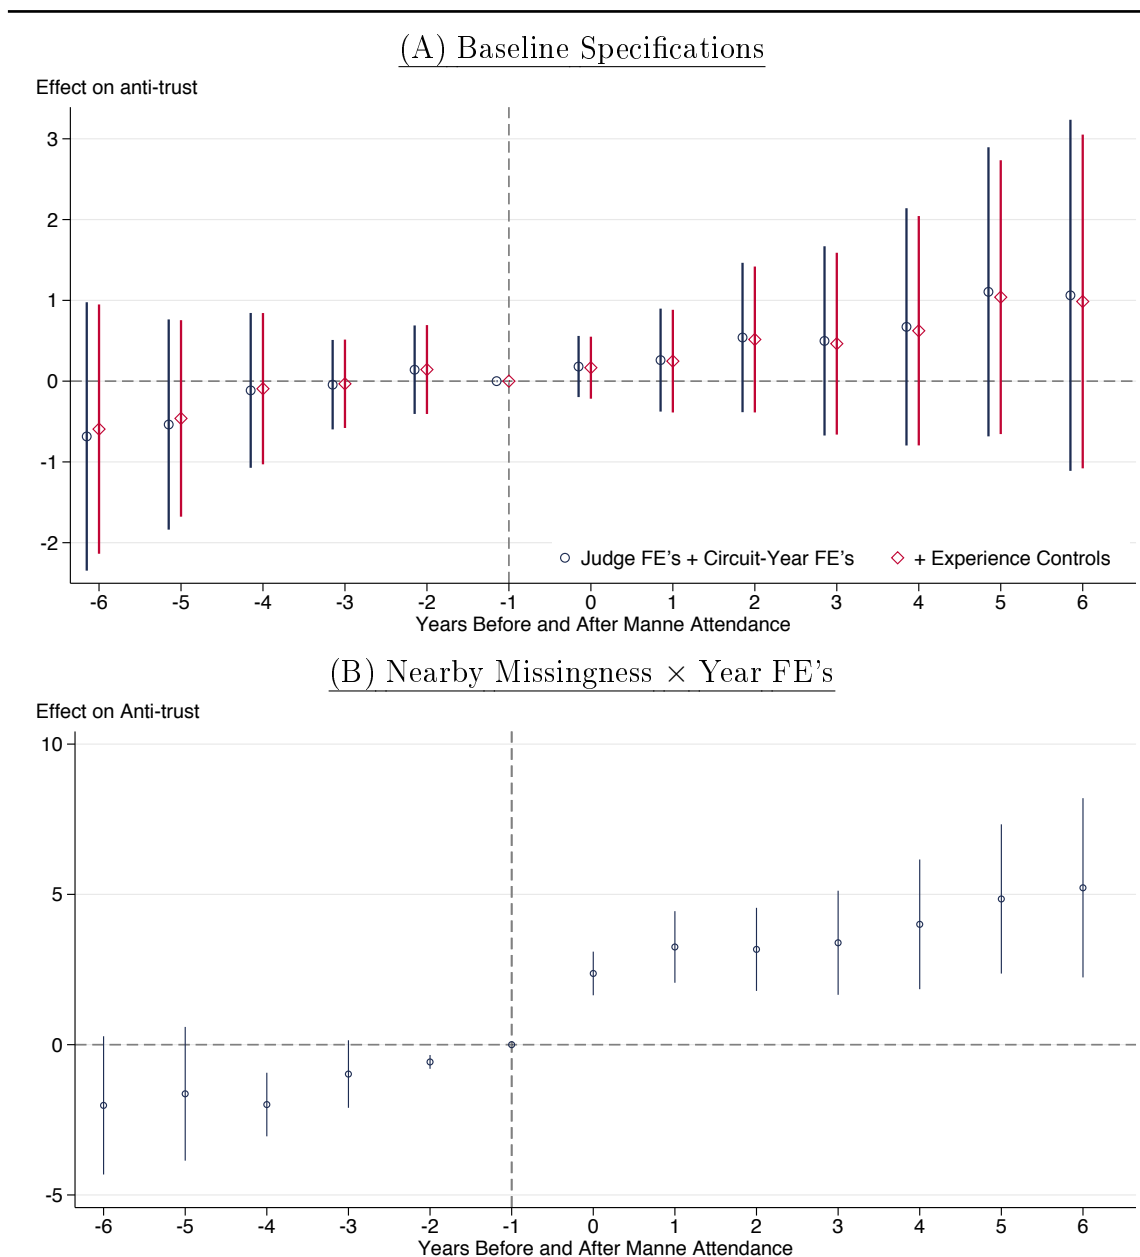 (A) Baseline Specifications
Effect on anti-trust
3
2
1
0
-1
-2
Judge FE's + Circuit-Year FE's + Experience Controls
-6 -5 -4 -3 -2 -1 0 1 2 3 4 5 6
Years Before and After Manne Attendance
(B) Nearby Missingness × Year FE's
Effect on Anti-trust
10
5
0
-5
-6 -5 -4 -3 -2 -1 0 1 2 3 4 5 6
Years Before and After Manne Attendance